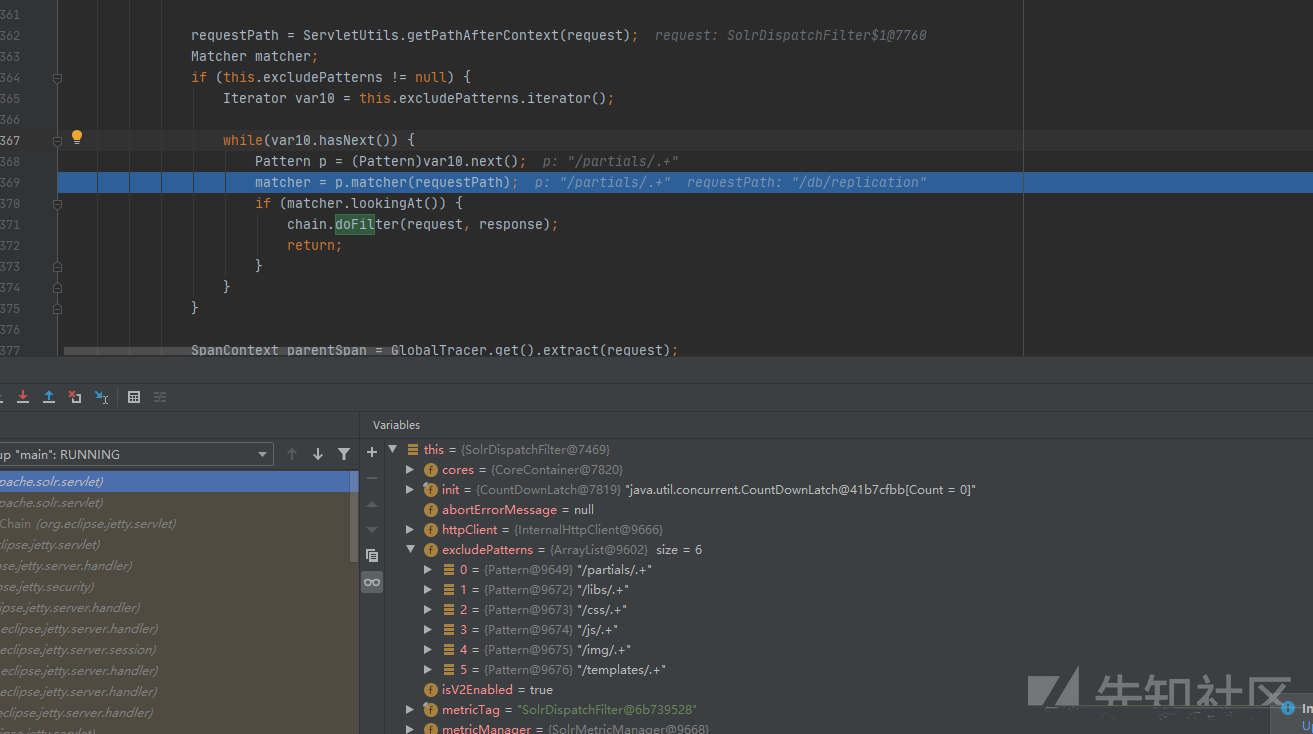 361
362 requestPath = ServletUtils.getPathAfterContext(request); request: SolrDispatchFilter$1@7760
363 Matcher matcher;
364 if (this.excludePatterns != null) {
365 Iterator var10 = this.excludePatterns.iterator();
366
367 while(var10.hasNext()) {
368 Pattern p = (Pattern)var10.next(); p: "/partials/.+"
369 matcher = p.matcher(requestPath); p: "/partials/.+" requestPath: "/db/replication"
370 if (matcher.lookingAt()) {
371 chain.doFilter(request, response);
372 return;
373 }
374 }
375 }
376
377 SpanContext parentSpan = GlobalTracer.get().extract(request);
Variables
up "main": RUNNING
pache.solr.servlet)
pache.solr.servlet)
Chain (org.eclipse.jetty.servlet)
lipse.jetty.servlet)
pse.jetty.server.handler)
pse.jetty.security)
lipse.jetty.server.handler)
eclipse.jetty.server.handler)
eclipse.jetty.server.session)
eclipse.jetty.server.handler)
eclipse.jetty.server.handler)
eclipse.jetty.server.handler)
eclipse.jetty.servlet)
this = {SolrDispatchFilter@7469}
cores = {CoreContainer@7820}
init = {CountDownLatch@7819} "java.util.concurrent.CountDownLatch@41b7cfbb[Count = 0]"
abortErrorMessage = null
httpClient = {InternalHttpClient@9666}
excludePatterns = {ArrayList@9602} size = 6
0 = {Pattern@9649} "/partials/.+"
1 = {Pattern@9672} "/libs/.+"
2 = {Pattern@9673} "/css/.+"
3 = {Pattern@9674} "/js/.+"
4 = {Pattern@9675} "/img/.+"
5 = {Pattern@9676} "/templates/.+"
isV2Enabled = true
metricTag = "SolrDispatchFilter@6b739528"
metricManager = {SolrMetricManager@9668}
先知社区
In
Up